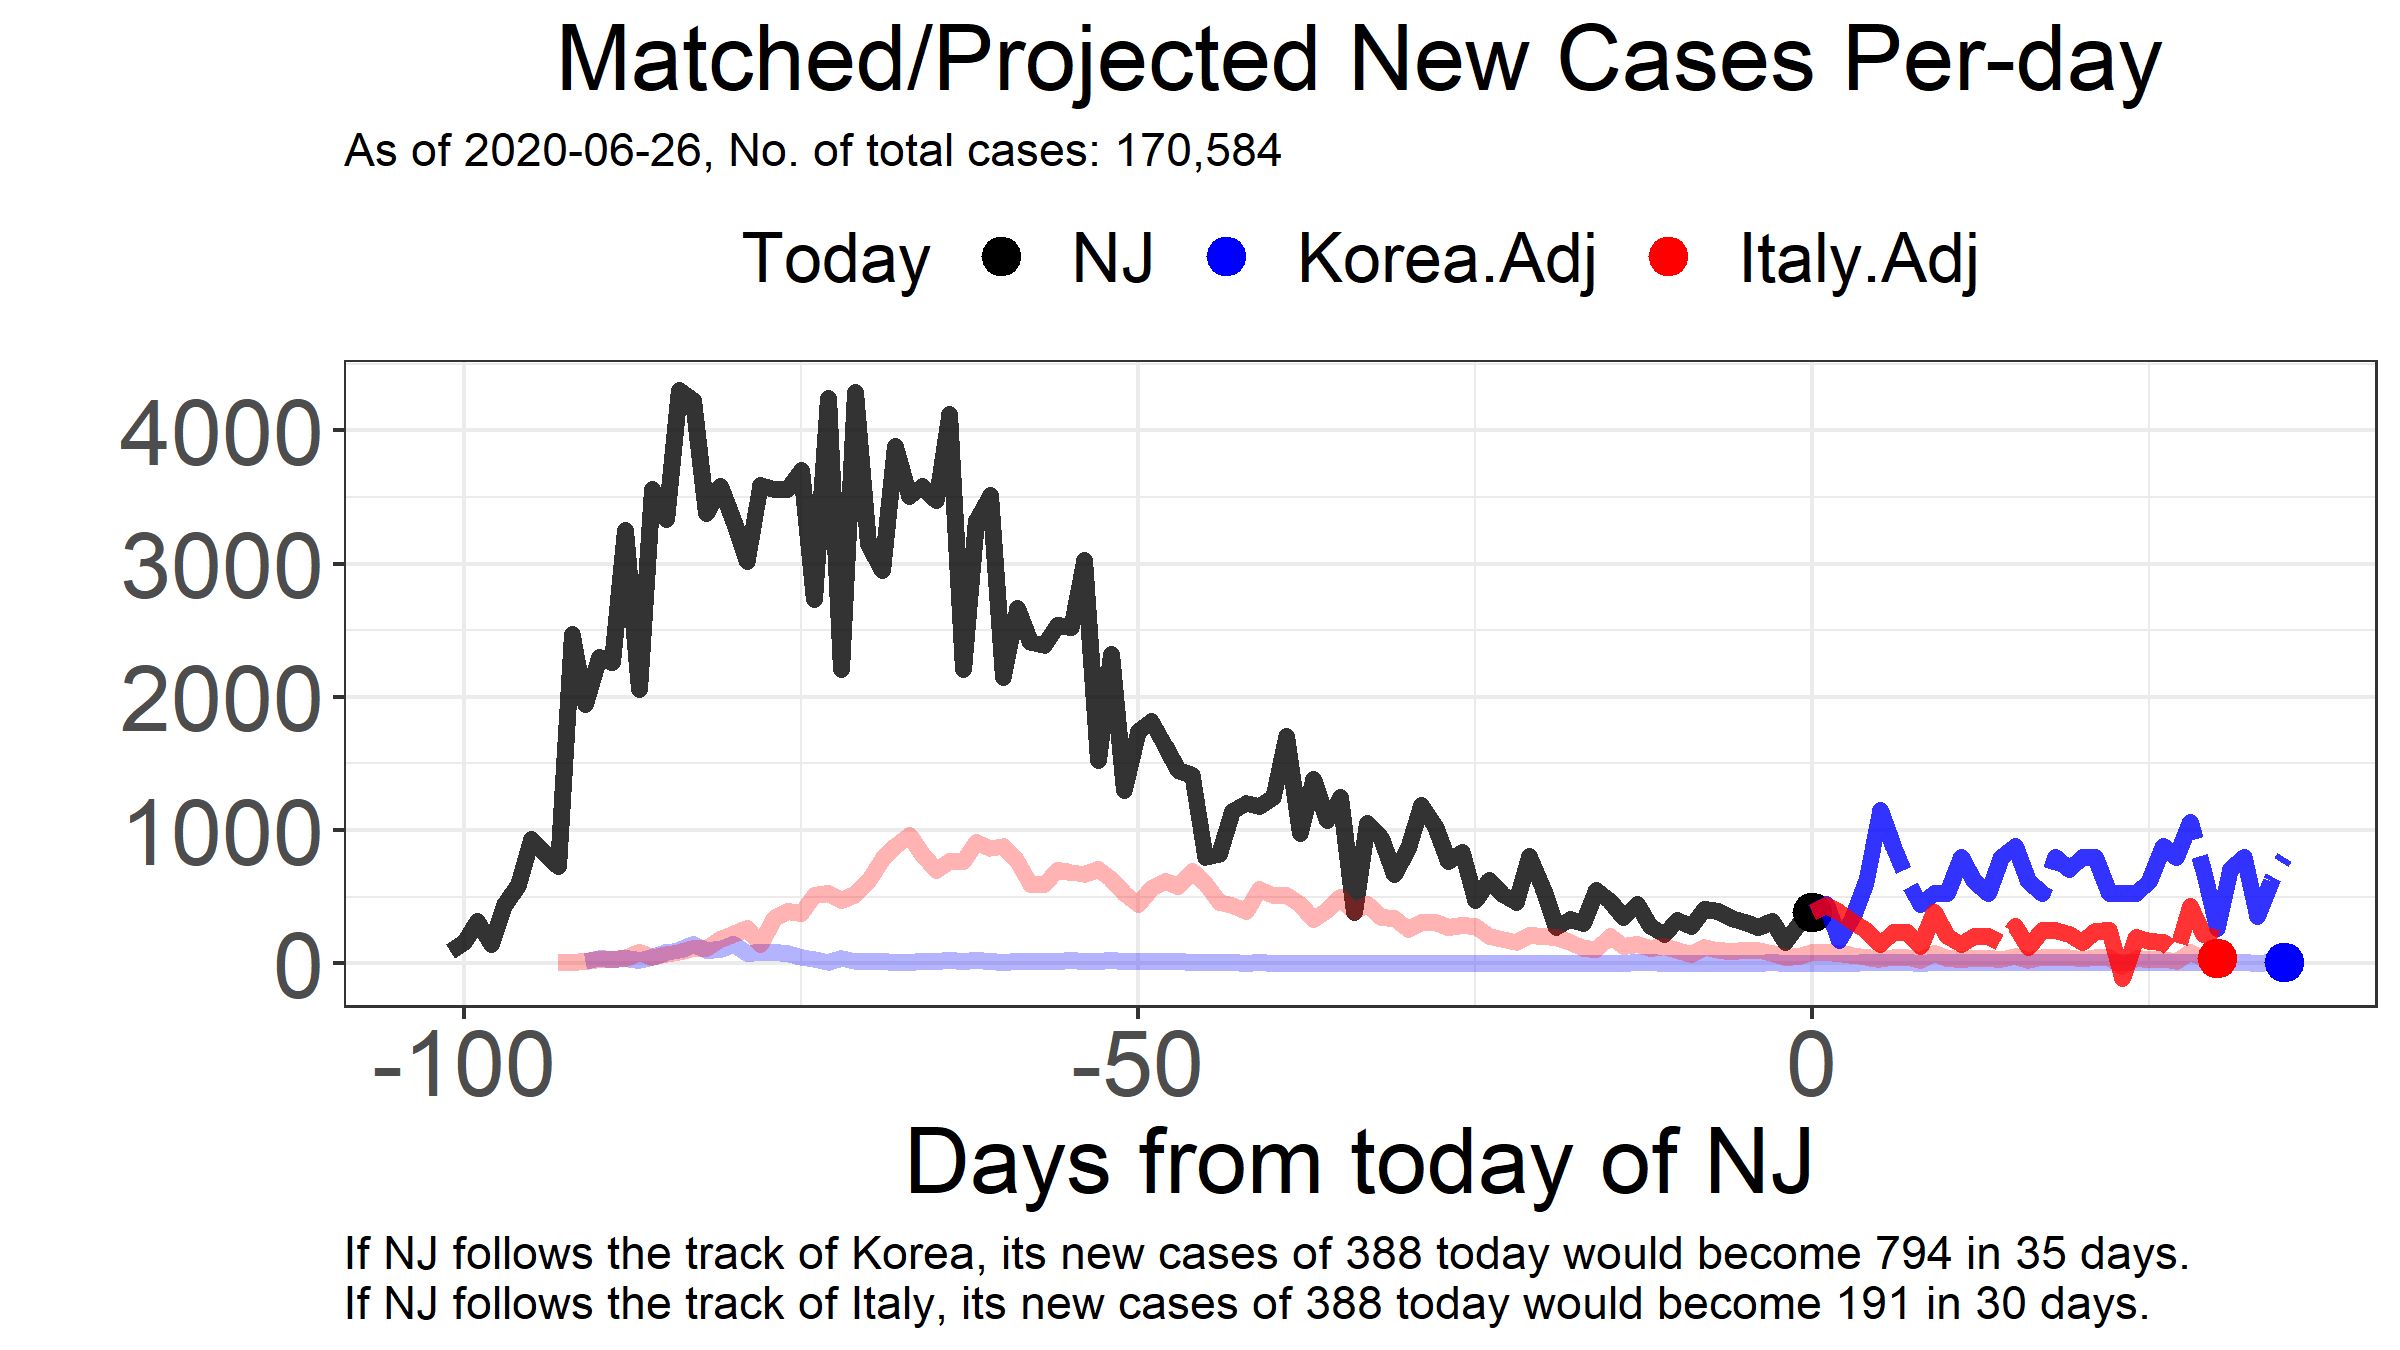 Matched/Projected New Cases Per-day
As of 2020-06-26, No. of total cases: 170,584
Today NJ Korea.Adj Italy.Adj
4000
3000
2000
1000
0
-100 -50 0
Days from today of NJ
If NJ follows the track of Korea, its new cases of 388 today would become 794 in 35 days.
If NJ follows the track of Italy, its new cases of 388 today would become 191 in 30 days.